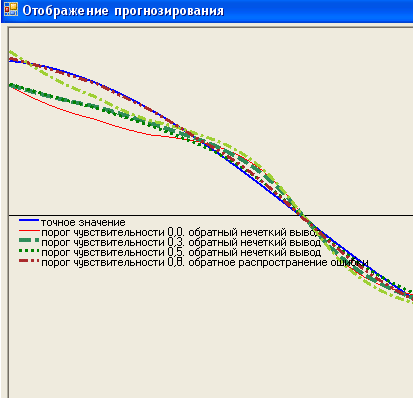 Отображение прогнозирования
точное значение
порог чувствительности 0,0. обратный нечеткий вывод
порог чувствительности 0,3. обратный нечеткий вывод
порог чувствительности 0,5. обратный нечеткий вывод
порог чувствительности 0,0. обратное распространение ошибки